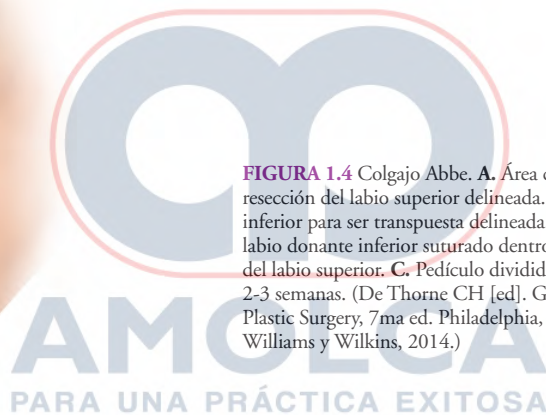 FIGURA 1.4 Colgajo Abbe. A. Área d
resección del labio superior delineada.
inferior para ser transpuesta delineada
labio donante inferior suturado dentro
del labio superior. C. Pedículo dividid
2-3 semanas. (De Thorne CH [ed]. G
Plastic Surgery, 7ma ed. Philadelphia,
Williams y Wilkins, 2014.)
AMOLCA
PARA UNA PRÁCTICA EXITOSA